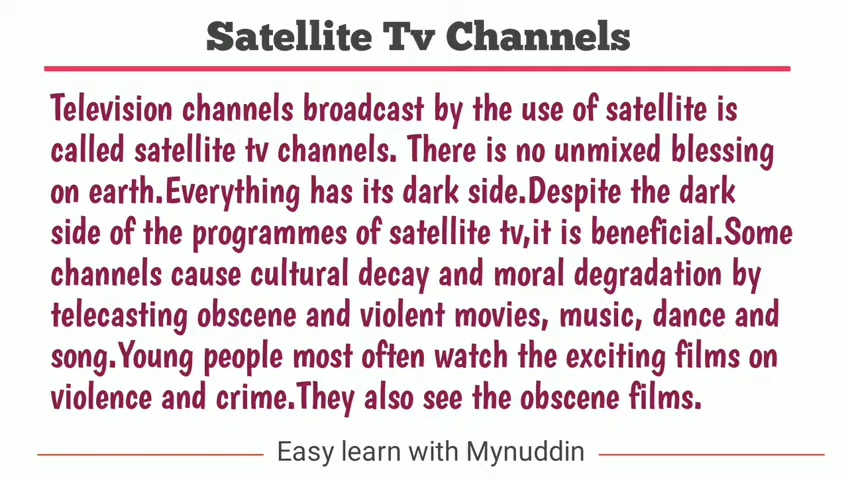 Satellite Tv Channels
Television channels broadcast by the use of satellite is
called satellite tv channels. There is no unmixed blessing
on earth.Everything has its dark side.Despite the dark
side of the programmes of satellite tv,it is beneficial.Some
channels cause cultural decay and moral degradation by
telecasting obscene and violent movies, music, dance and
song.Young people most often watch the exciting films on
violence and crime.They also see the obscene films.
Easy learn with Mynuddin